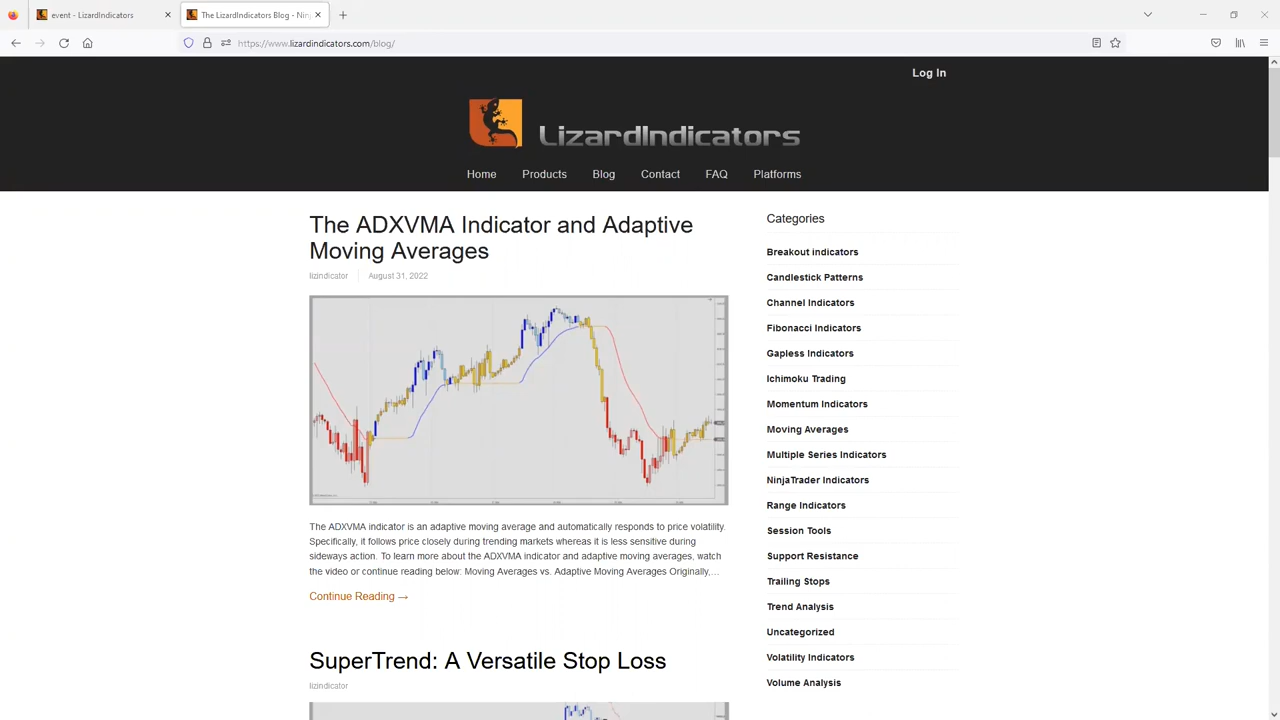 event - LizardIndicators
The LizardIndicators Blog - Nin
https://www.lizardindicators.com/blog/
Log In
LizardIndicators
Home Products Blog Contact FAQ Platforms
The ADXVMA Indicator and Adaptive
Moving Averages
lizindicator August 31, 2022
The ADXVMA indicator is an adaptive moving average and automatically responds to price volatility.
Specifically, it follows price closely during trending markets whereas it is less sensitive during
sideways action. To learn more about the ADXVMA indicator and adaptive moving averages, watch
the video or continue reading below: Moving Averages vs. Adaptive Moving Averages Originally,…
Continue Reading →
SuperTrend: A Versatile Stop Loss
lizindicator
Categories
Breakout indicators
Candlestick Patterns
Channel Indicators
Fibonacci Indicators
Gapless Indicators
Ichimoku Trading
Momentum Indicators
Moving Averages
Multiple Series Indicators
NinjaTrader Indicators
Range Indicators
Session Tools
Support Resistance
Trailing Stops
Trend Analysis
Uncategorized
Volatility Indicators
Volume Analysis